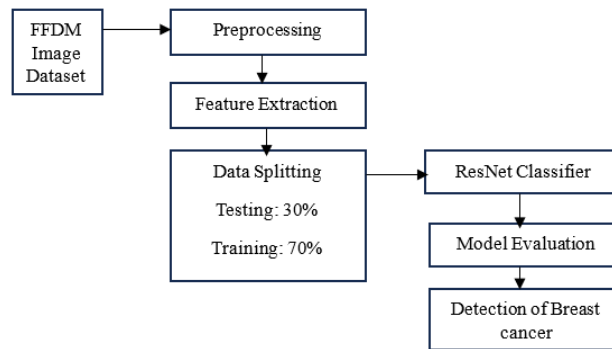 FFDM
Image
Dataset
Preprocessing
Feature Extraction
Data Splitting
Testing: 30%
Training: 70%
ResNet Classifier
Model Evaluation
Detection of Breast
cancer